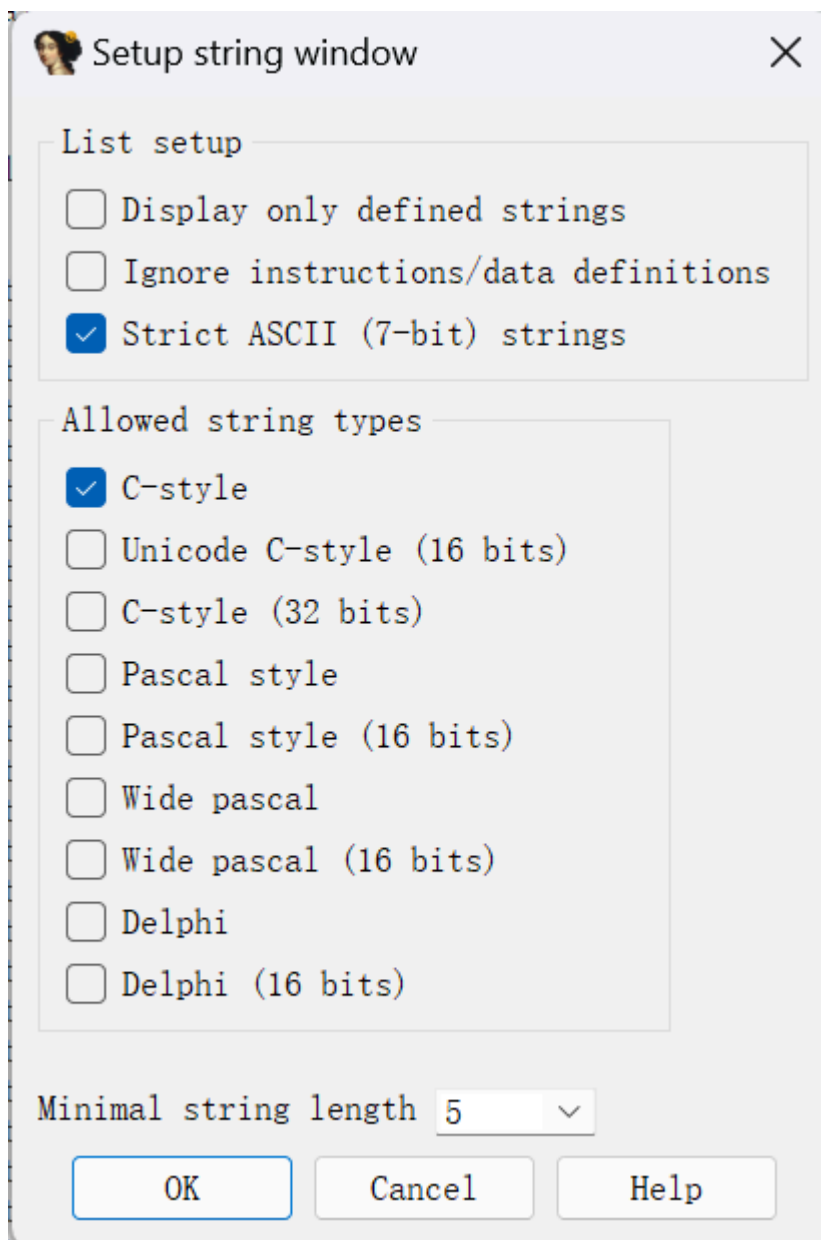 Setup string window
List setup
Display only defined strings
Ignore instructions/data definitions
Strict ASCII (7-bit) strings
Allowed string types
C-style
Unicode C-style (16 bits)
C-style (32 bits)
Pascal style
Pascal style (16 bits)
Wide pascal
Wide pascal (16 bits)
Delphi
Delphi (16 bits)
Minimal string length 5
OK Cancel Help